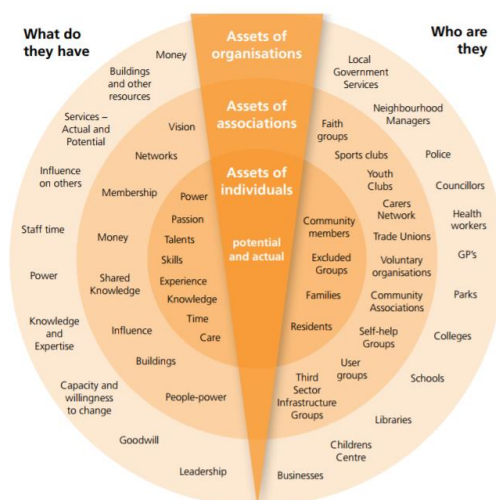 What do
they have
Who are
they
Assets of
organisations
Assets of
associations
Assets of
individuals
potential
and actual
Money
Buildings
and other
resources
Services –
Actual and
Potential
Influence
on others
Staff time
Power
Knowledge
and
Expertise
Capacity and
willingness
to change
Goodwill
Leadership
Vision
Networks
Membership
Money
Shared
Knowledge
Influence
Buildings
People-power
Power
Passion
Talents
Skills
Experience
Knowledge
Time
Care
Community
members
Excluded
Groups
Families
Residents
Faith
groups
Sports clubs
Youth
Clubs
Carers
Network
Trade Unions
Voluntary
organisations
Community
Associations
Self-help
Groups
User
groups
Third
Sector
Infrastructure
Groups
Local
Government
Services
Neighbourhood
Managers
Police
Councillors
Health
workers
GP's
Parks
Colleges
Schools
Libraries
Childrens
Centre
Businesses